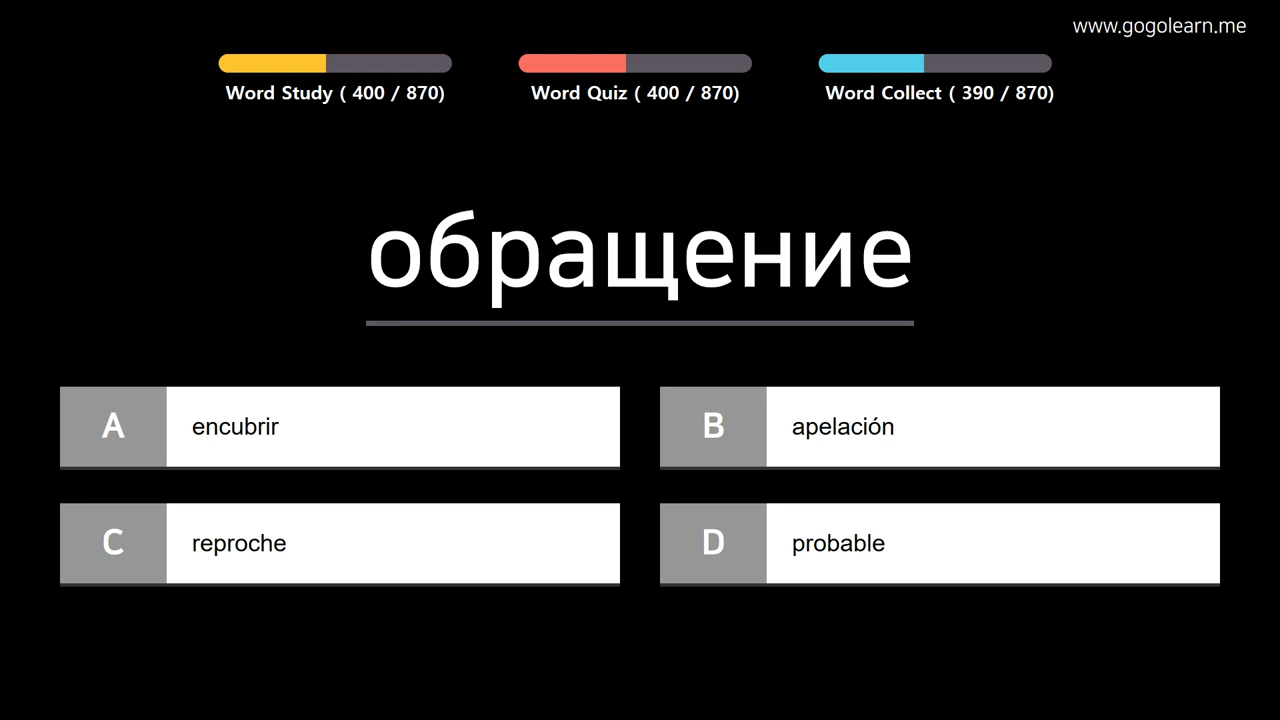 www.gogolearn.me
Word Study ( 400 / 870)
Word Quiz ( 400 / 870)
Word Collect ( 390 / 870)
обращение
A encubrir
B apelación
C reproche
D probable